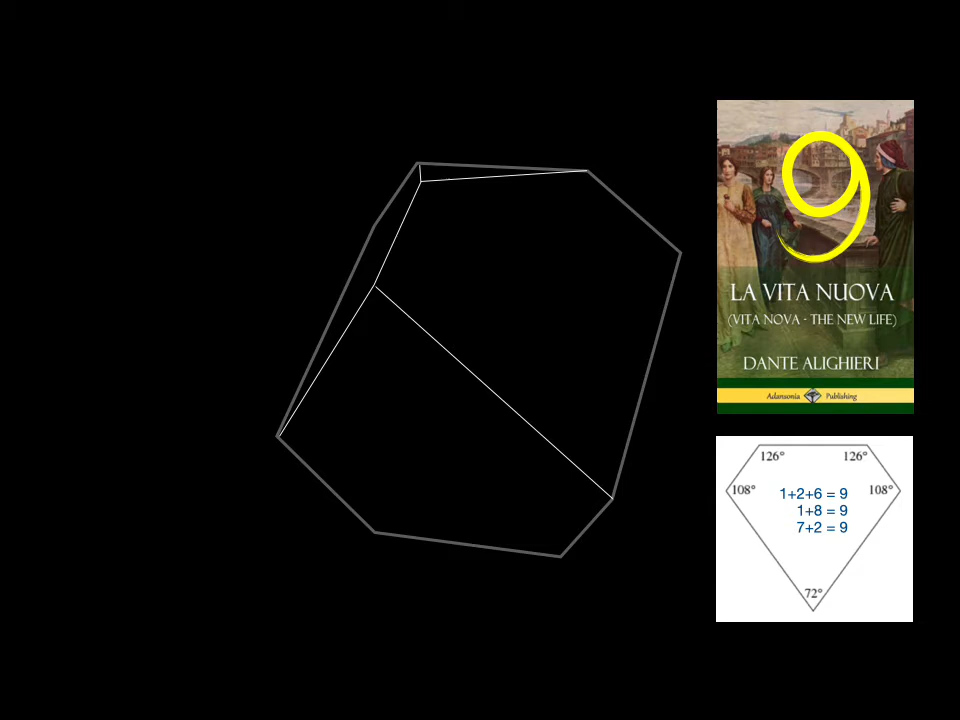 9
LA VITA NUOVA
(VITA NOVA - THE NEW LIFE)
DANTE ALIGHIERI
Adansonia Publishing
126° 126°
108° 108°
1+2+6 = 9
1+8 = 9
7+2 = 9
72°